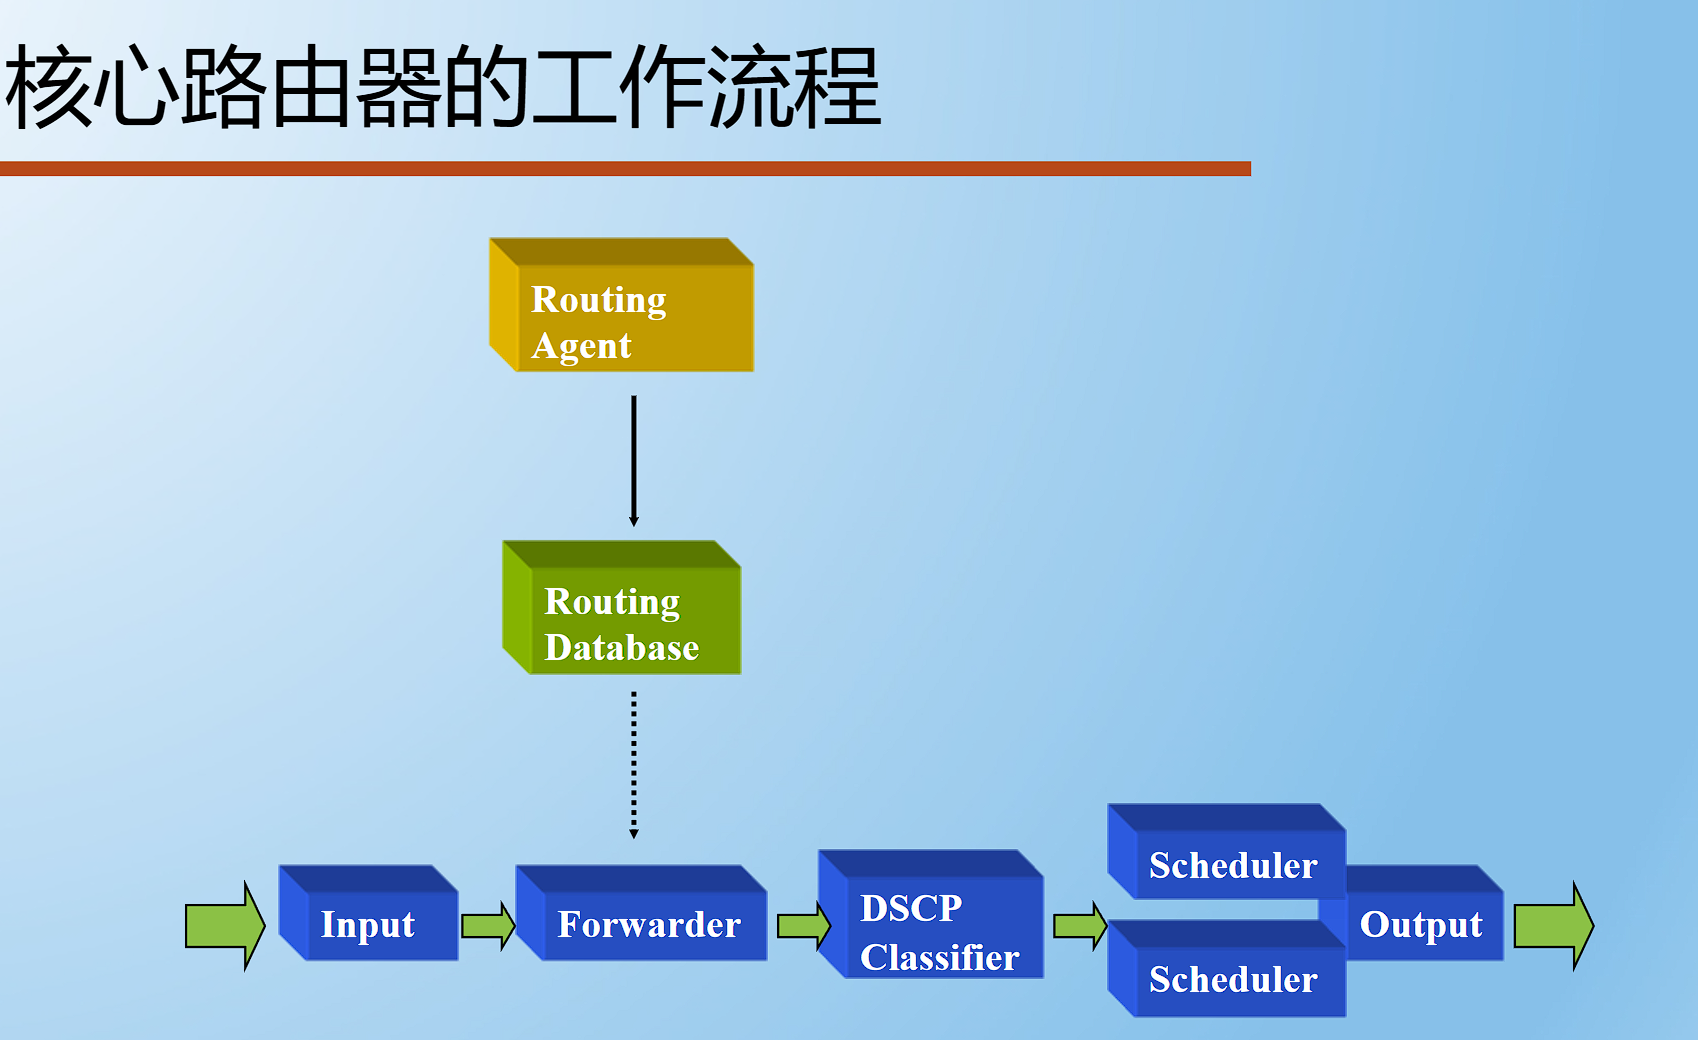 核心路由器的工作流程
Routing
Agent
Routing
Database
Input
Forwarder
DSCP
Classifier
Scheduler
Scheduler
Output